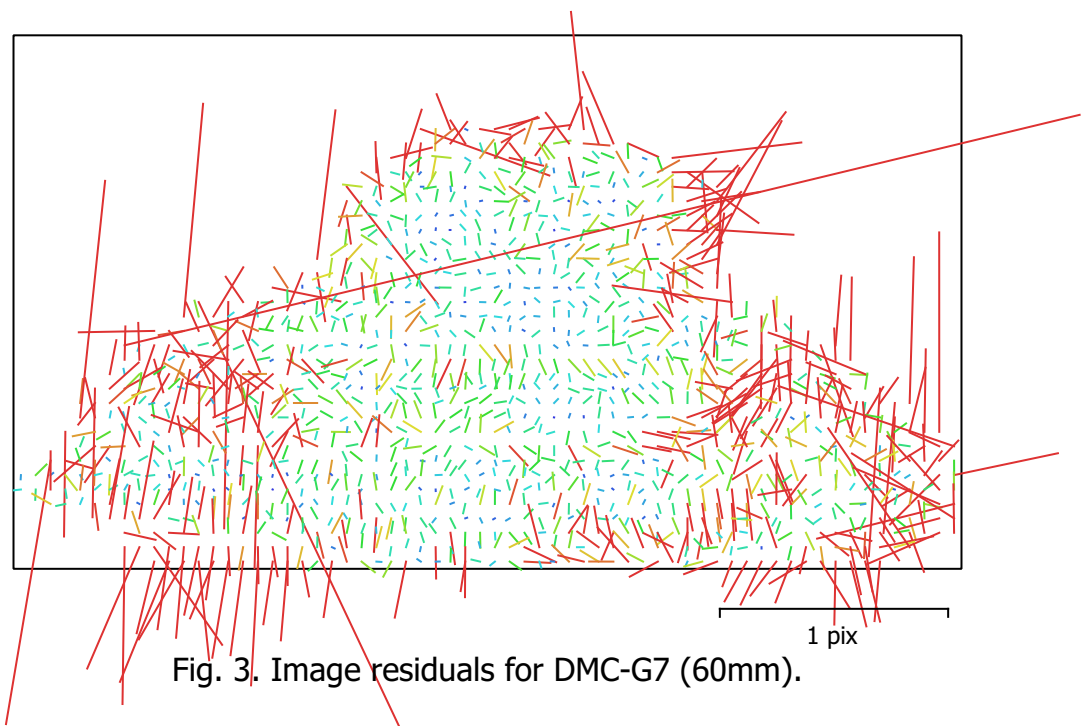 1 pix
Fig. 3. Image residuals for DMC-G7 (60mm).